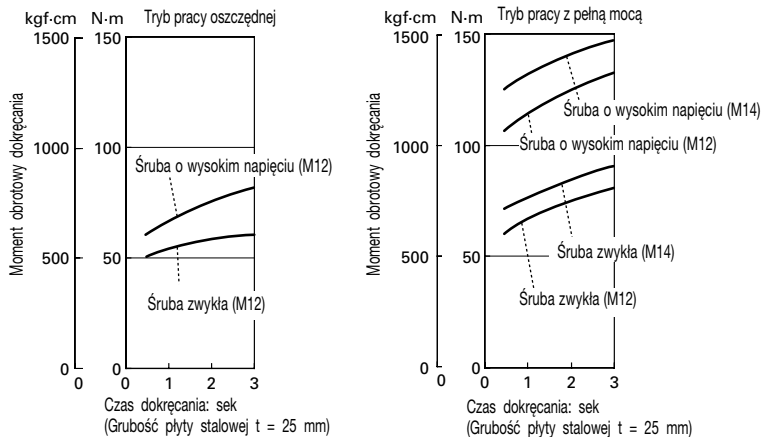 kgf·cm N·m Tryb pracy oszczędnej
1500 150
Moment obrotowy dokręcania
1000 100
Śruba o wysokim napięciu (M12)
500 50
Śruba zwykła (M12)
0 0
0 0 1 2 3
Czas dokręcania: sek
(Grubość płyty stalowej t = 25 mm)
kgf·cm N·m Tryb pracy z pełną mocą
1500 150
Moment obrotowy dokręcania
Śruba o wysokim napięciu (M14)
1000 100
Śruba o wysokim napięciu (M12)
500 50
Śruba zwykła (M14)
Śruba zwykła (M12)
0 0
0 0 1 2 3
Czas dokręcania: sek
(Grubość płyty stalowej t = 25 mm)